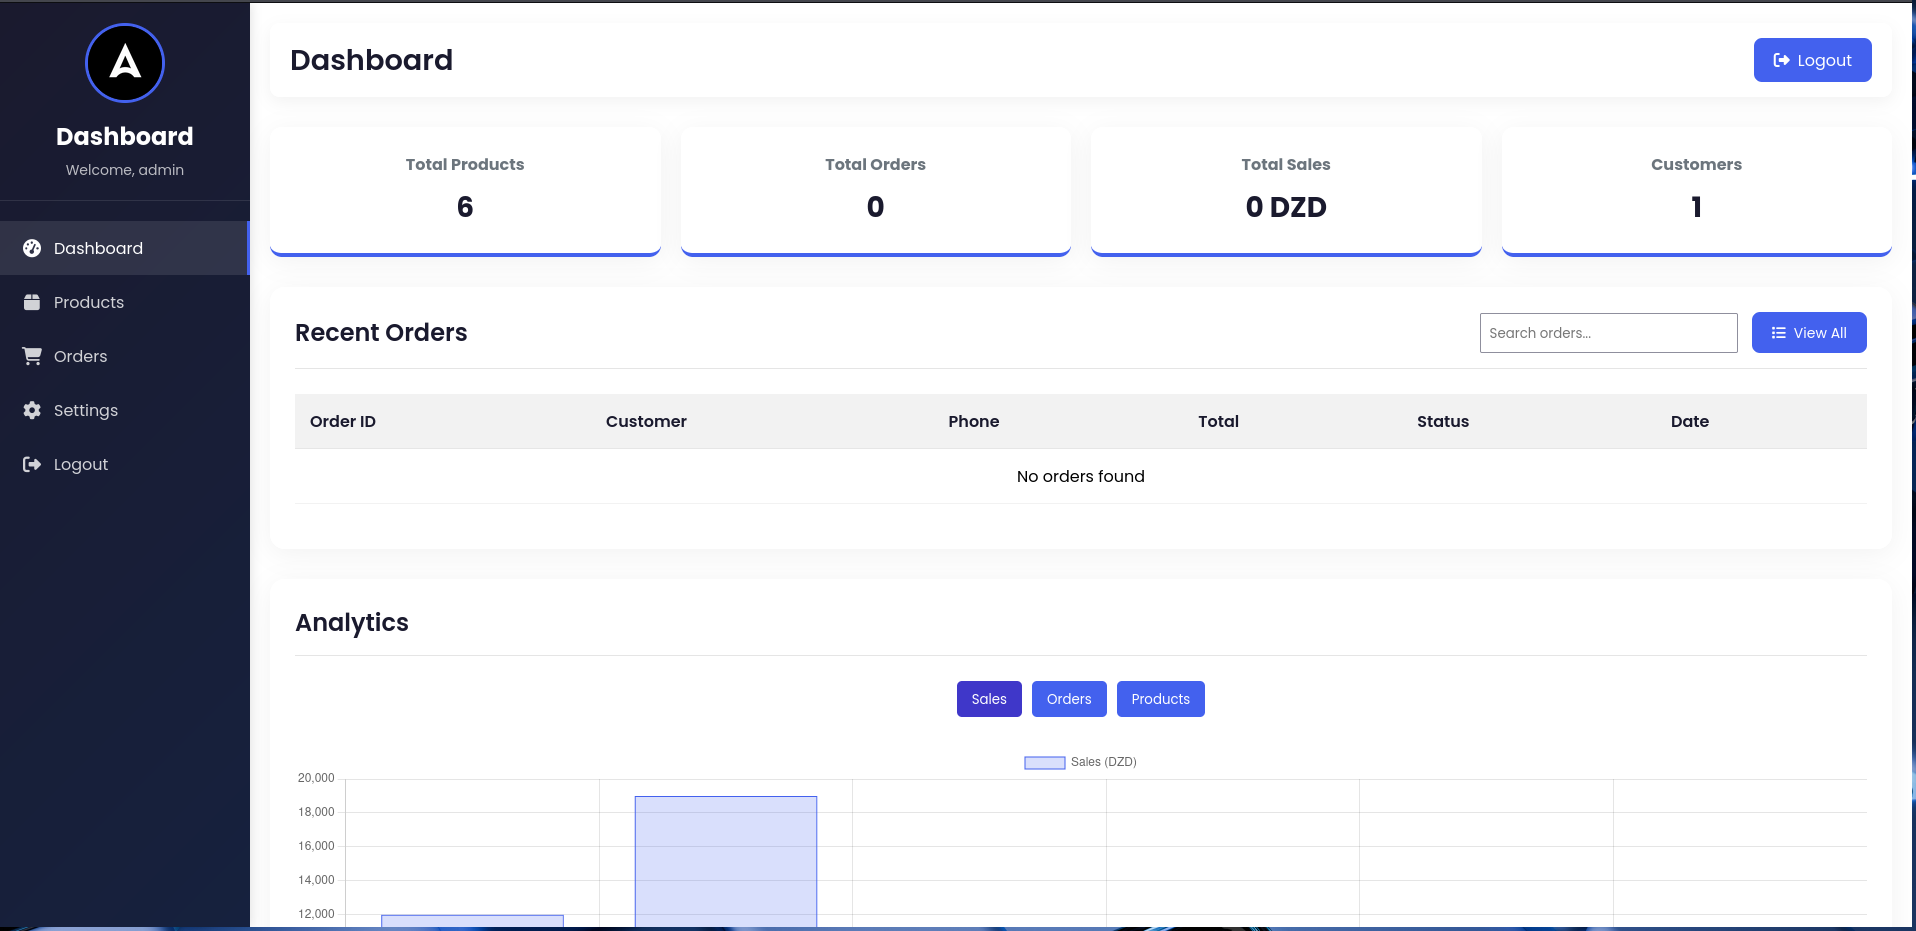 Dashboard
Welcome, admin
Dashboard
Products
Orders
Settings
Logout
Dashboard
Logout
Total Products
6
Total Orders
0
Total Sales
0 DZD
Customers
1
Recent Orders
Search orders...
View All
Order ID Customer Phone Total Status Date
No orders found
Analytics
Sales Orders Products
Sales (DZD)
20,000
18,000
16,000
14,000
12,000